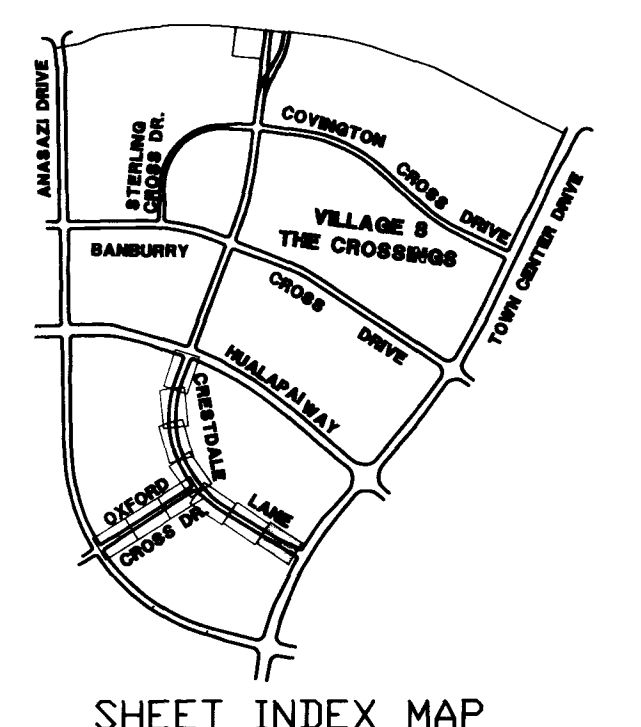 ANASAZI DRIVE
STERLING
CROSS DR.
COVINGTON
CROSS DRIVE
VILLAGE 8
THE CROSSINGS
TOWN CENTER DRIVE
BANBURRY
CROSS DRIVE
HUALAPAI WAY
CRESTDALE
LANE
OXFORD
CROSS DR.
SHEET INDEX MAP